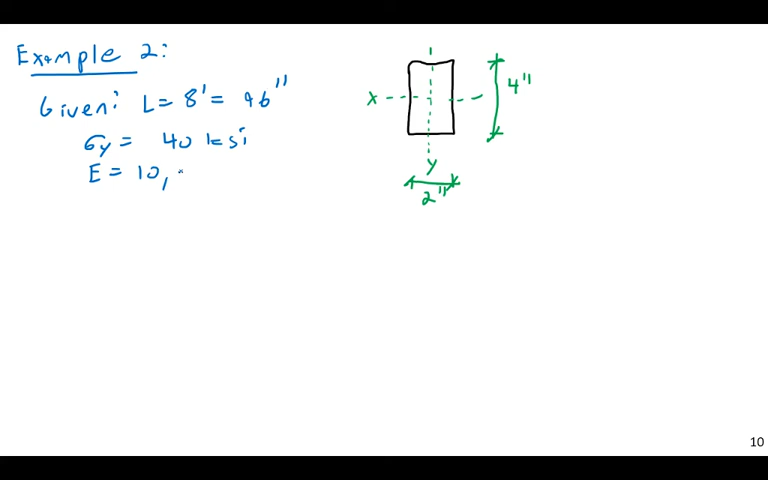 Example 2:
Given: L= 8' = 96"
σy = 40 ksi
E = 10,
x
y
4"
2"
10